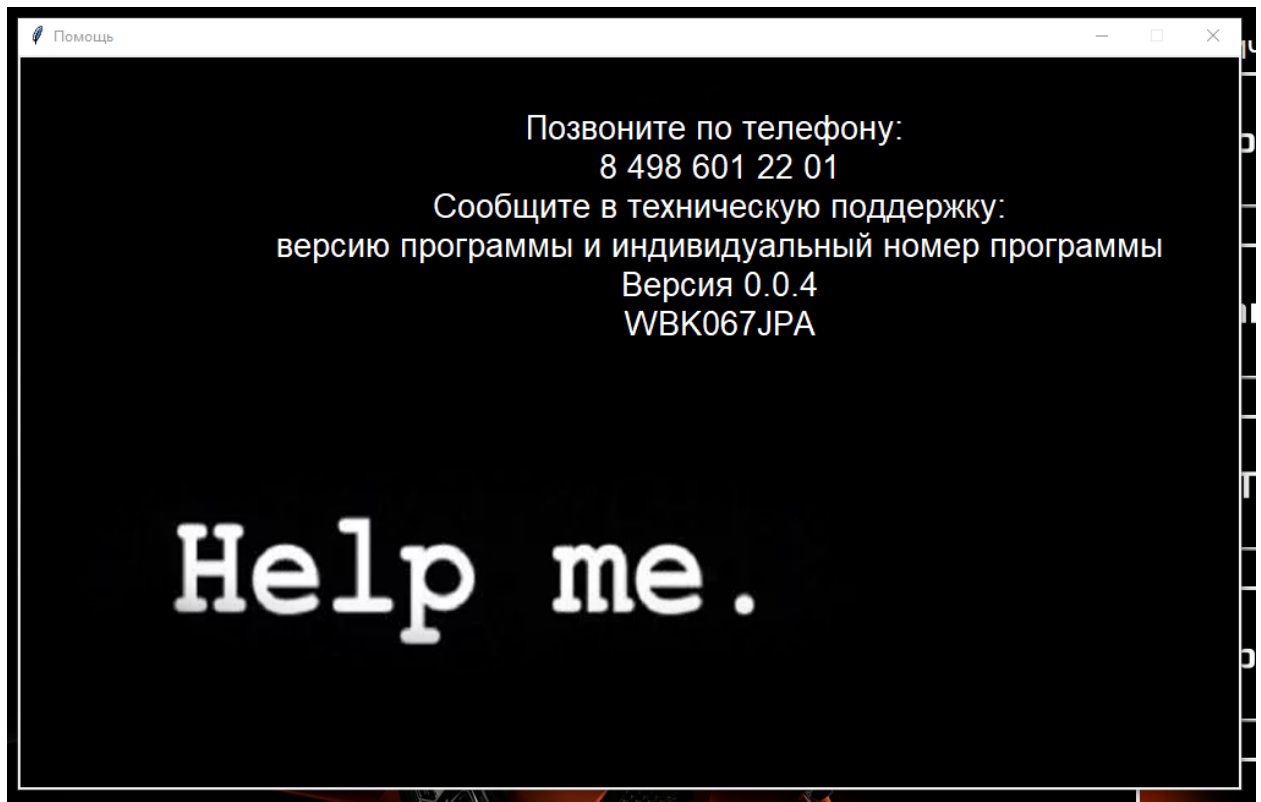 Помощь
Позвоните по телефону:
8 498 601 22 01
Сообщите в техническую поддержку:
версию программы и индивидуальный номер программы
Версия 0.0.4
WBK067JPA
Help me.